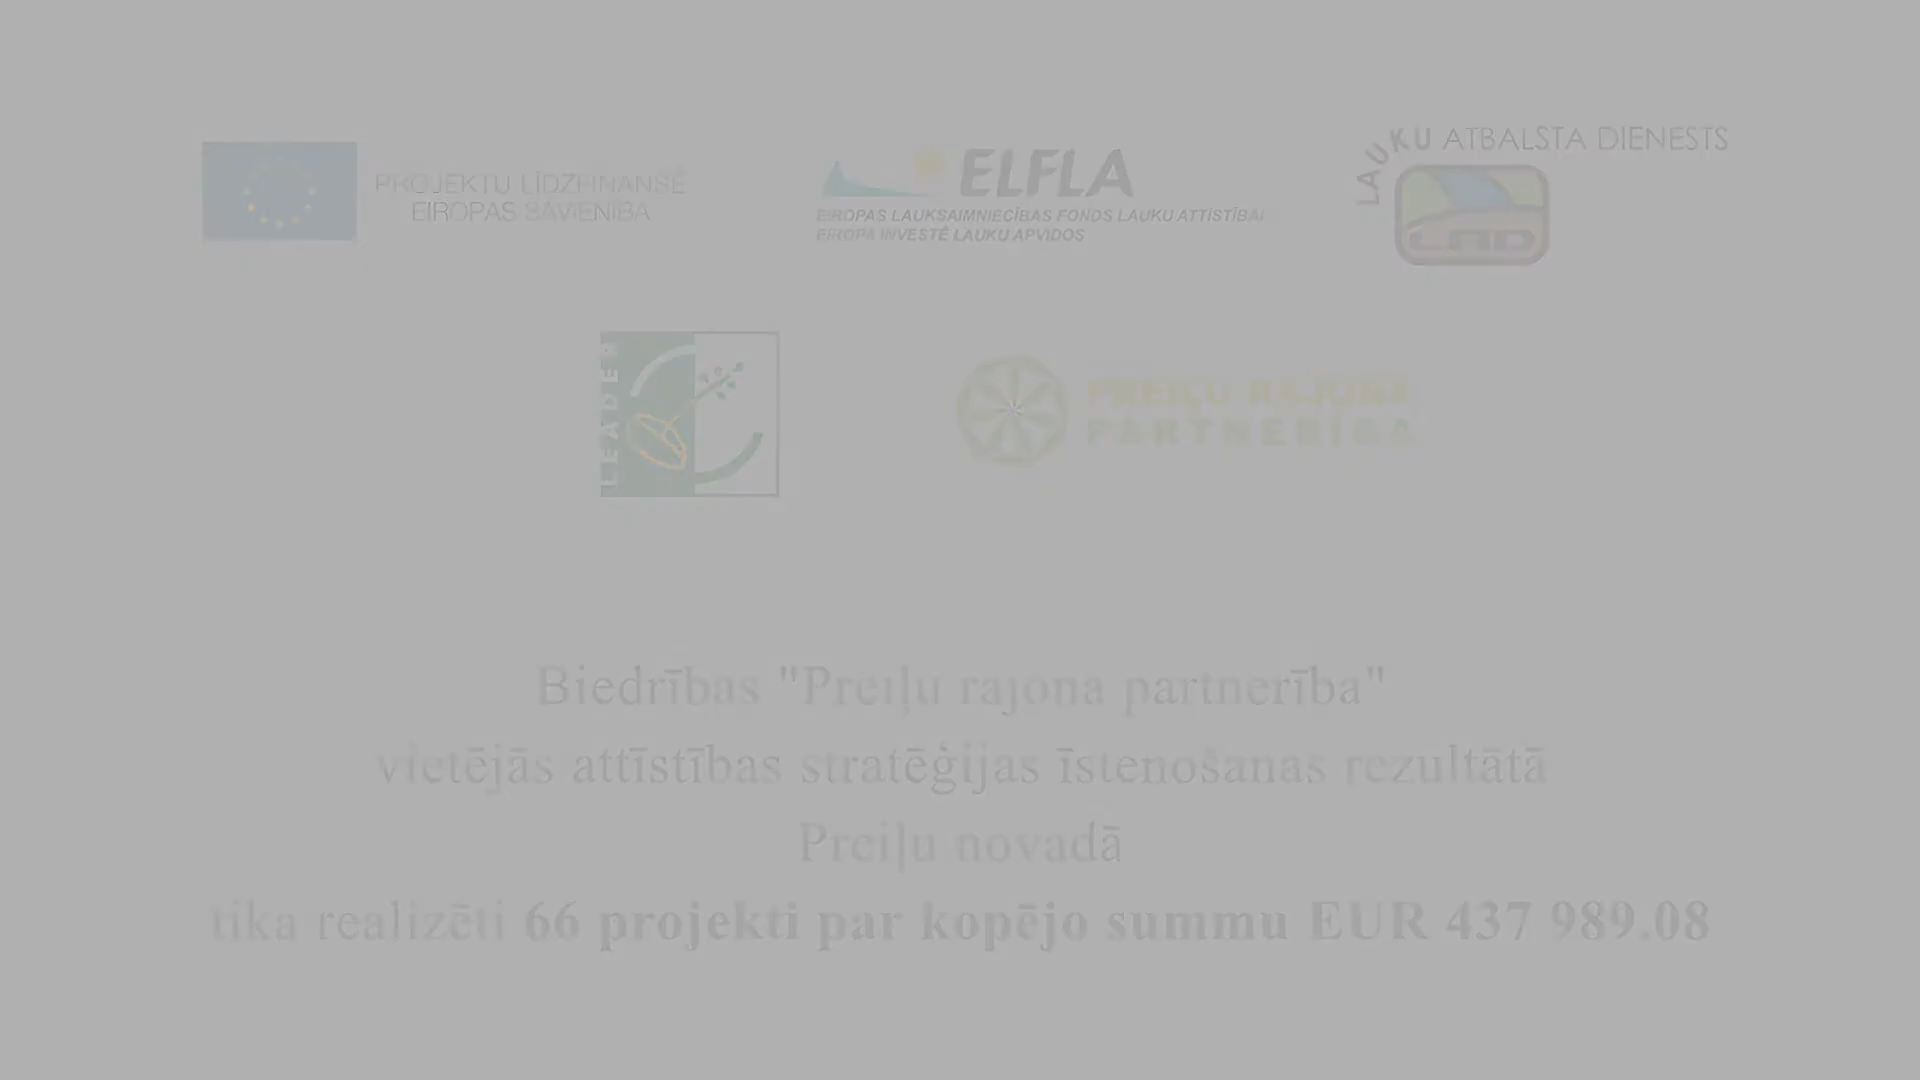 PROJEKTU LĪDZFINANSĒ
EIROPAS SAVIENĪBA
ELFLA
EIROPAS LAUKSAIMNIECĪBAS FONDS LAUKU ATTĪSTĪBAI
EIROPA INVESTĒ LAUKU APVIDOS
LAUKU ATBALSTA DIENESTS
LAD
LEADER
PREIĻU RAJONA
PARTNERĪBA
Biedrības "Preiļu rajona partnerība"
vietējās attīstības stratēģijas īstenošanas rezultātā
Preiļu novadā
tika realizēti 66 projekti par kopējo summu EUR 437 989.08